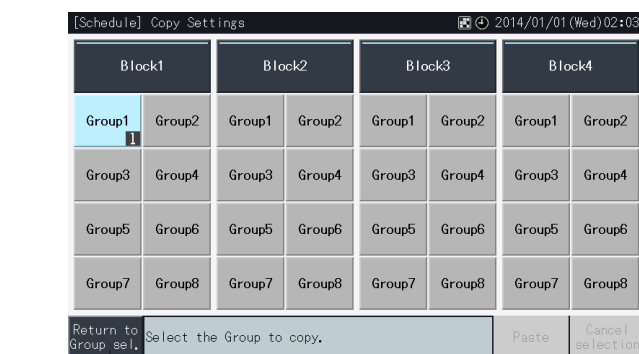 [Schedule] Copy Settings 2014/01/01(Wed)02:03
Block1 Block2 Block3 Block4
Group1 Group2 Group1 Group2 Group1 Group2 Group1 Group2
1
Group3 Group4 Group3 Group4 Group3 Group4 Group3 Group4
Group5 Group6 Group5 Group6 Group5 Group6 Group5 Group6
Group7 Group8 Group7 Group8 Group7 Group8 Group7 Group8
Return to
Group sel.
Select the Group to copy.
Paste
Cancel
selection